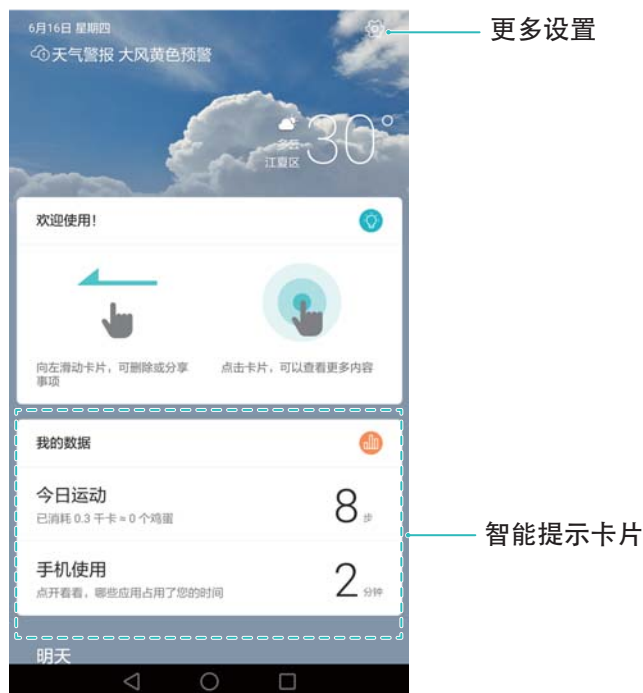 6月16日 星期四
更多设置
天气警报 大风黄色预警
30°
多云
江夏区
欢迎使用!
向左滑动卡片，可删除或分享
事项
点击卡片，可以查看更多内容
我的数据
今日运动
8 步
已消耗 0.3 千卡 ≈ 0 个鸡蛋
智能提示卡片
手机使用
2 分钟
点开看看，哪些应用占用了您的时间
明天